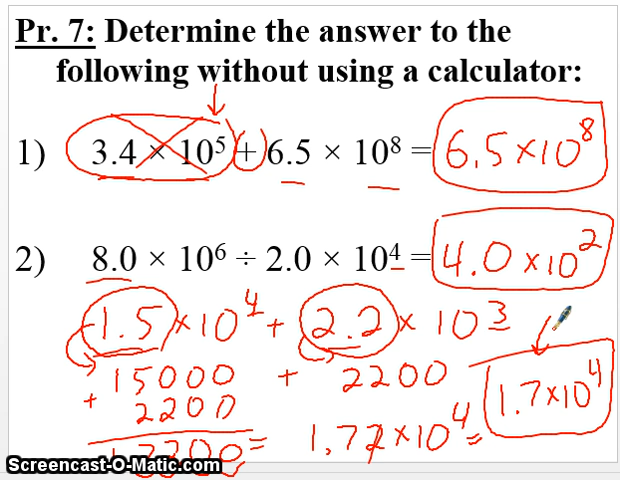 Pr. 7: Determine the answer to the
following without using a calculator:
1) 3.4 × 10⁵ + 6.5 × 10⁸ = 6.5 × 10⁸
2) 8.0 × 10⁶ ÷ 2.0 × 10⁴ = 4.0 × 10²
1.5 × 10⁴ + 2.2 × 10³
15000 + 2200
+ 2200
= 1.72 × 10⁴ = 1.7 × 10⁴
Screencast-O-Matic.com